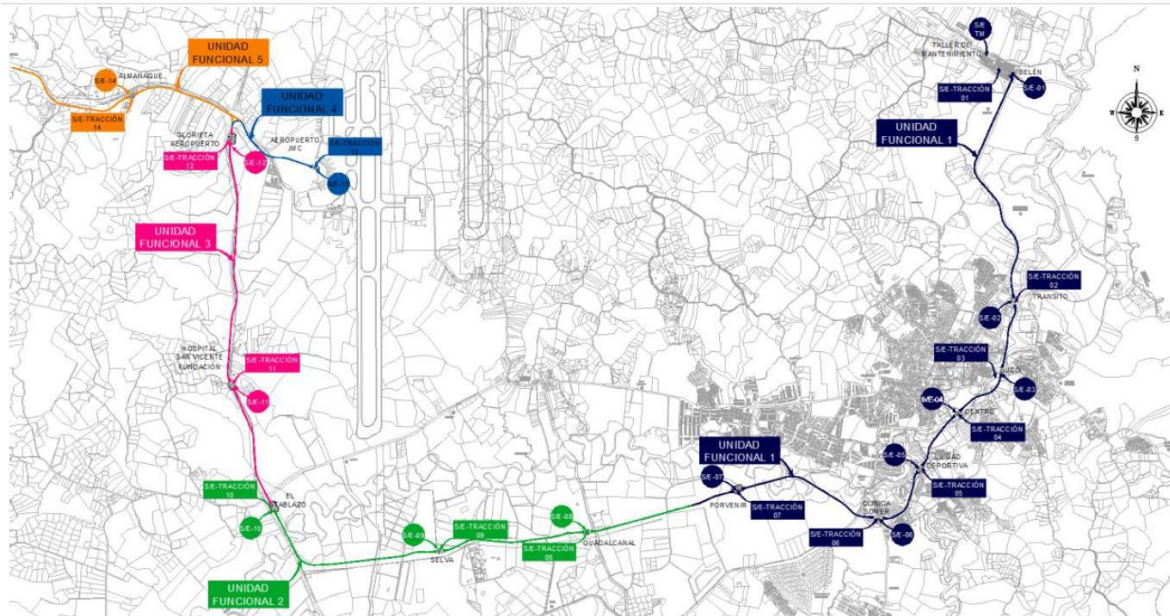 S/E
TM
TALLER DE
MANTENIMIENTO
BELÉN
S/E-TRACCIÓN
01
S/E-01
N
W
E
S
UNIDAD
FUNCIONAL 1
UNIDAD
FUNCIONAL 5
ALMANAQUE
S/E-14
S/E-TRACCIÓN
14
UNIDAD
FUNCIONAL 4
GLORIETA
AEROPUERTO
S/E-TRACCIÓN
12
S/E-12
AEROPUERTO
JMC
S/E-TRACCIÓN
UNIDAD
FUNCIONAL 3
S/E-TRACCIÓN
02
TRANSITO
S/E-02
HOSPITAL
SAN VICENTE
FUNDACIÓN
S/E-TRACCIÓN
11
S/E-11
S/E-TRACCIÓN
03
S/E-03
S/E-04
CENTRO
S/E-TRACCIÓN
04
UNIDAD
FUNCIONAL 1
S/E-05
UNIDAD
DEPORTIVA
S/E-TRACCIÓN
05
S/E-07
PORVENIR
S/E-TRACCIÓN
07
CLINICA
SOMER
S/E-TRACCIÓN
06
S/E-06
S/E-TRACCIÓN
10
EL
TABLAZO
S/E-10
S/E-09
S/E-TRACCIÓN
09
SELVA
S/E-08
S/E-TRACCIÓN
08
GUADALCANAL
UNIDAD
FUNCIONAL 2